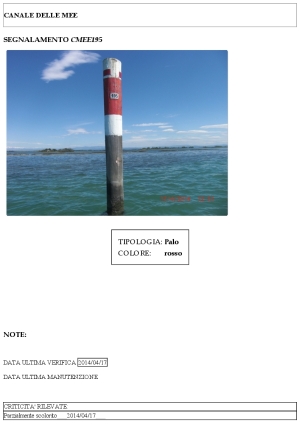 CANALE DELLE MEE
SEGNALAMENTO CMEE195
TIPOLOGIA: Palo
COLORE: rosso
NOTE:
DATA ULTIMA VERIFICA 2014/04/17
DATA ULTIMA MANUTENZIONE
CRITICITA' RILEVATE
Parzialmente scolorito 2014/04/17